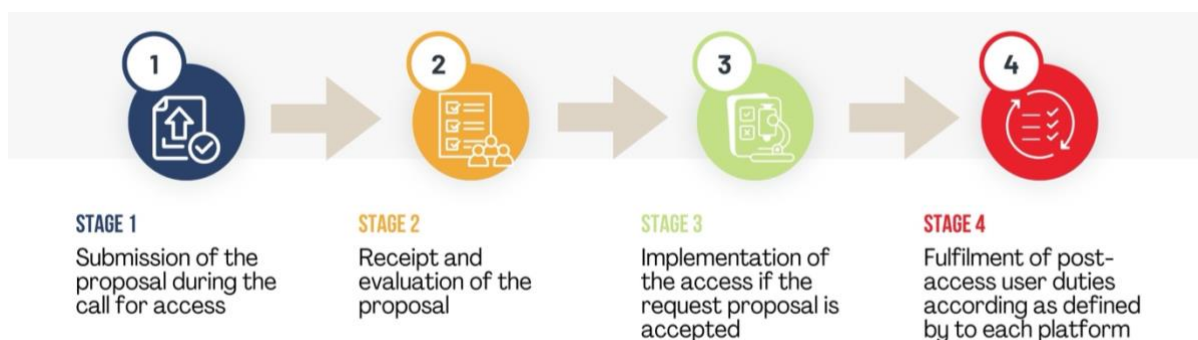 1
2
3
4
STAGE 1
Submission of the
proposal during the
call for access
STAGE 2
Receipt and
evaluation of the
proposal
STAGE 3
Implementation of
the access if the
request proposal is
accepted
STAGE 4
Fulfilment of post-
access user duties
according as defined
by to each platform